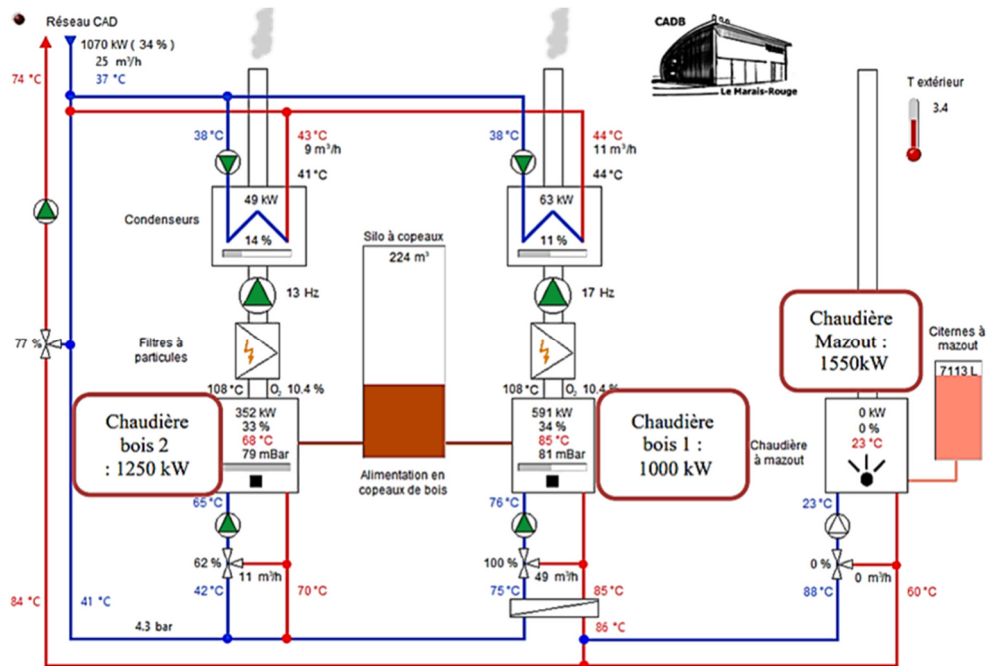 Réseau CAD
1070 kW ( 34 % )
25 m³/h
74 °C
37 °C
CADB
Le Marais-Rouge
T extérieur
3.4
38 °C
43 °C
9 m³/h
41 °C
38 °C
44 °C
11 m³/h
44 °C
Condenseurs
49 kW
14 %
63 kW
11 %
Silo à copeaux
224 m³
13 Hz
17 Hz
77 %
Filtres à
particules
Chaudière
Mazout :
1550kW
Citernes à
mazout
7113 L
108 °C
O₂ 10.4 %
108 °C
O₂ 10.4 %
Chaudière
bois 2
: 1250 kW
352 kW
33 %
68 °C
79 mBar
591 kW
34 %
85 °C
81 mBar
Chaudière
bois 1 :
1000 kW
Chaudière
à mazout
0 kW
0 %
23 °C
Alimentation en
copeaux de bois
65 °C
76 °C
23 °C
62 %
11 m³/h
100 %
49 m³/h
0 %
0 m³/h
84 °C
41 °C
42 °C
70 °C
75 °C
85 °C
88 °C
60 °C
4.3 bar
86 °C